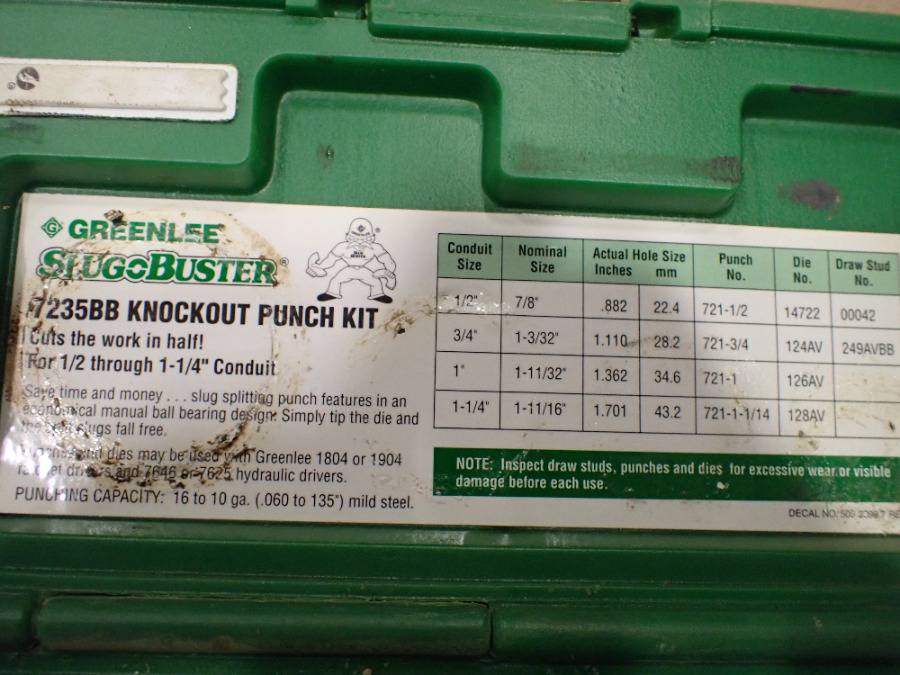 GREENLEE
SLUG-BUSTER®
7235BB KNOCKOUT PUNCH KIT
Cuts the work in half!
For 1/2 through 1-1/4" Conduit
Save time and money . . . slug splitting punch features in an
economical manual ball bearing design. Simply tip the die and
the split slugs fall free.
Punches and dies may be used with Greenlee 1804 or 1904
ratchet drivers and 7646 or 7625 hydraulic drivers.
PUNCHING CAPACITY: 16 to 10 ga. (.060 to 135") mild steel.
Conduit Size Nominal Size Actual Hole Size Inches mm Punch No. Die No. Draw Stud No.
1/2" 7/8" .882 22.4 721-1/2 14722 00042
3/4" 1-3/32" 1.110 28.2 721-3/4 124AV 249AVBB
1" 1-11/32" 1.362 34.6 721-1 126AV
1-1/4" 1-11/16" 1.701 43.2 721-1-1/14 128AV
NOTE: Inspect draw studs, punches and dies for excessive wear or visible
damage before each use.
DECAL NO.